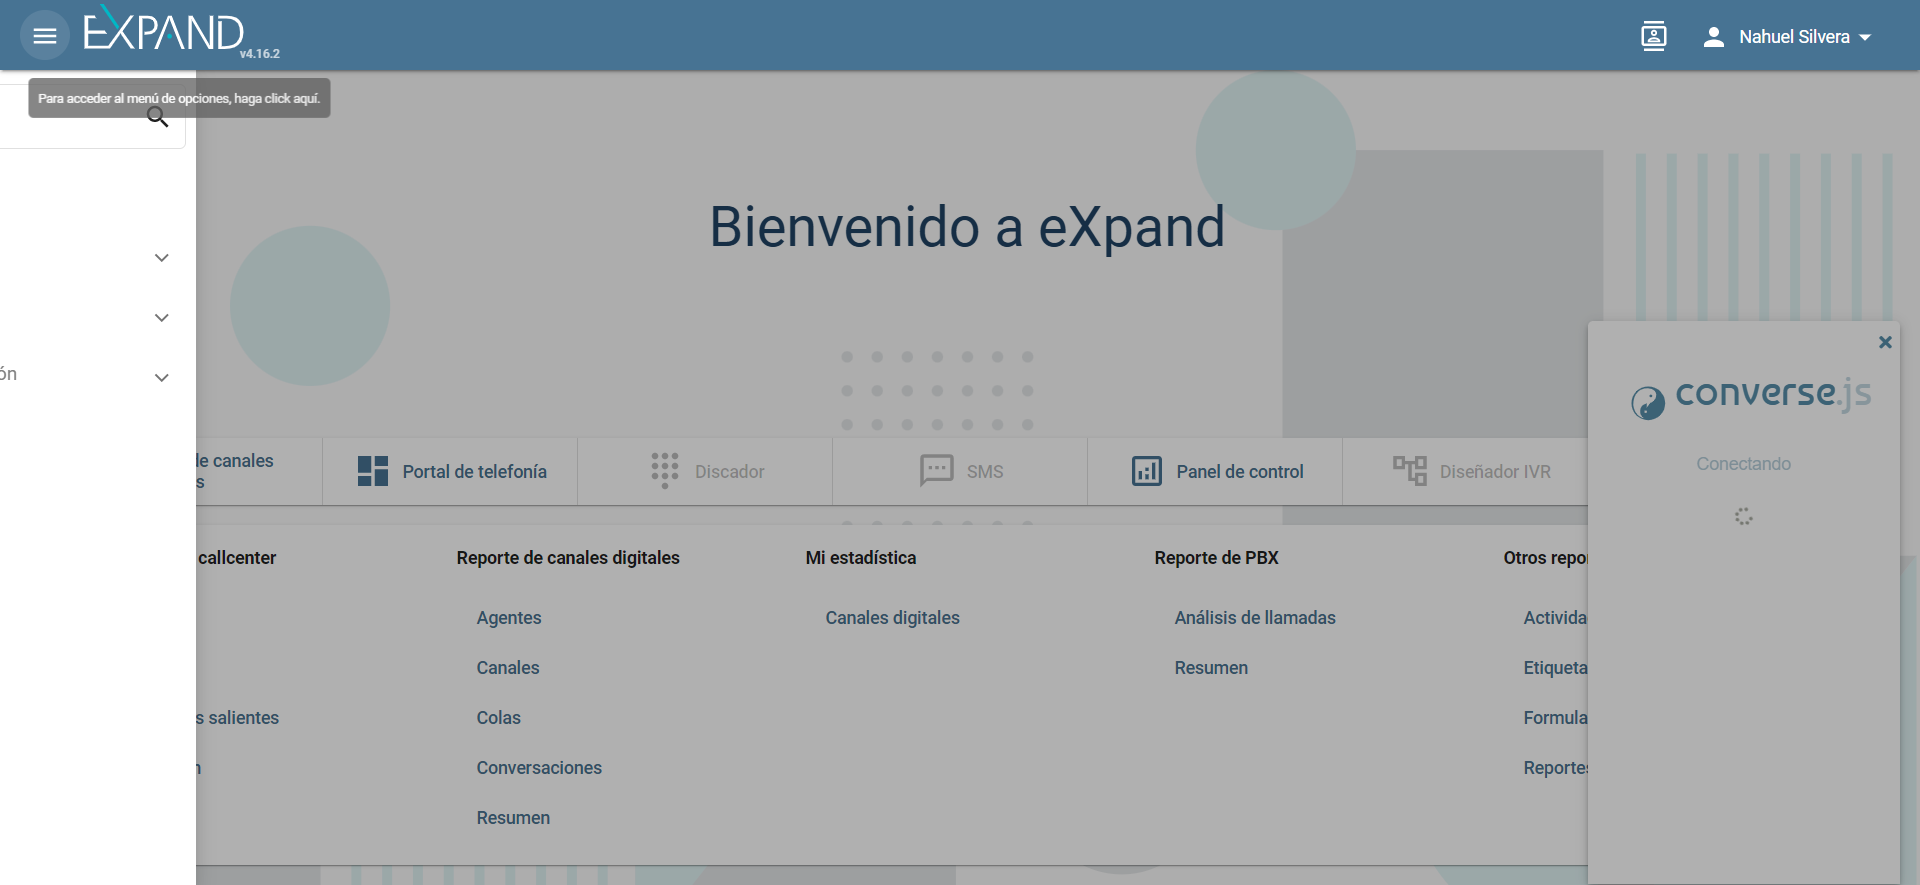 EXPAND
v4.16.2
Nahuel Silvera
Para acceder al menú de opciones, haga click aquí.
Bienvenido a eXpand
ón
converse.js
Conectando
de canales
s
Portal de telefonía
Discador
SMS
Panel de control
Diseñador IVR
callcenter
Reporte de canales digitales
Mi estadística
Reporte de PBX
Otros repo
Agentes
Canales digitales
Análisis de llamadas
Activida
Canales
Resumen
Etiqueta
s salientes
Colas
Formula
n
Conversaciones
Reportes
Resumen